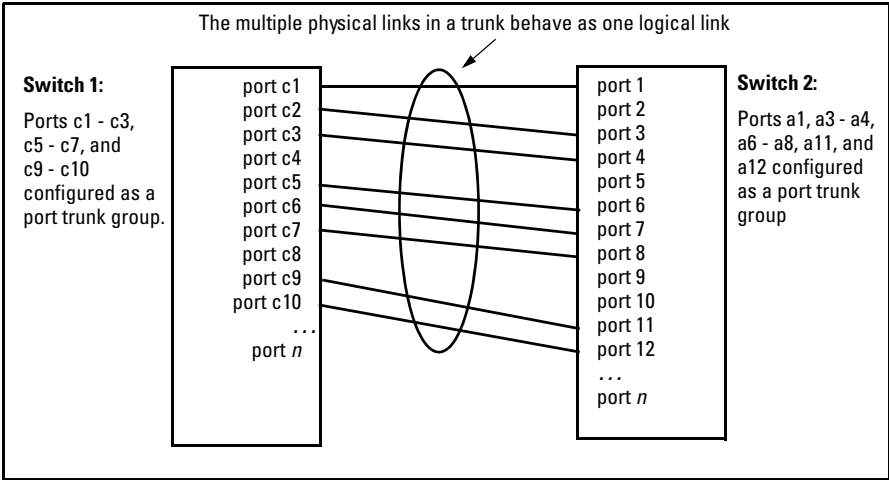 The multiple physical links in a trunk behave as one logical link
Switch 1:
Ports c1 - c3,
c5 - c7, and
c9 - c10
configured as a
port trunk group.
port c1
port c2
port c3
port c4
port c5
port c6
port c7
port c8
port c9
port c10
...
port n
port 1
port 2
port 3
port 4
port 5
port 6
port 7
port 8
port 9
port 10
port 11
port 12
...
port n
Switch 2:
Ports a1, a3 - a4,
a6 - a8, a11, and
a12 configured
as a port trunk
group